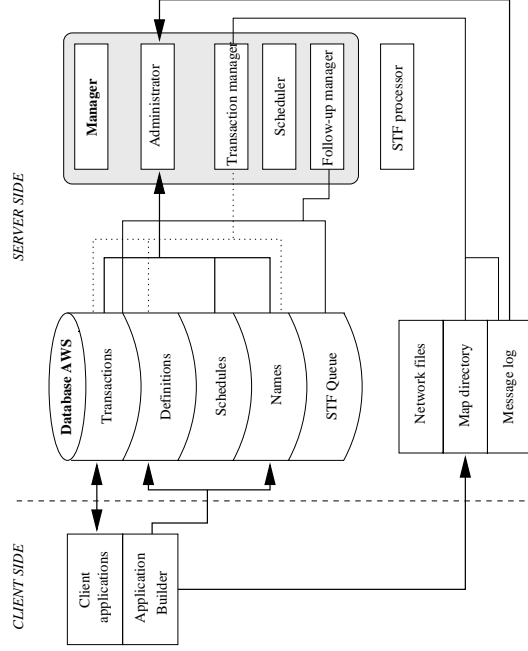 CLIENT SIDE
SERVER SIDE
Client
applications
Application
Builder
Database AWS
Transactions
Definitions
Schedules
Names
STF Queue
Network files
Map directory
Message log
Manager
Administrator
Transaction manager
Scheduler
Follow-up manager
STF processor